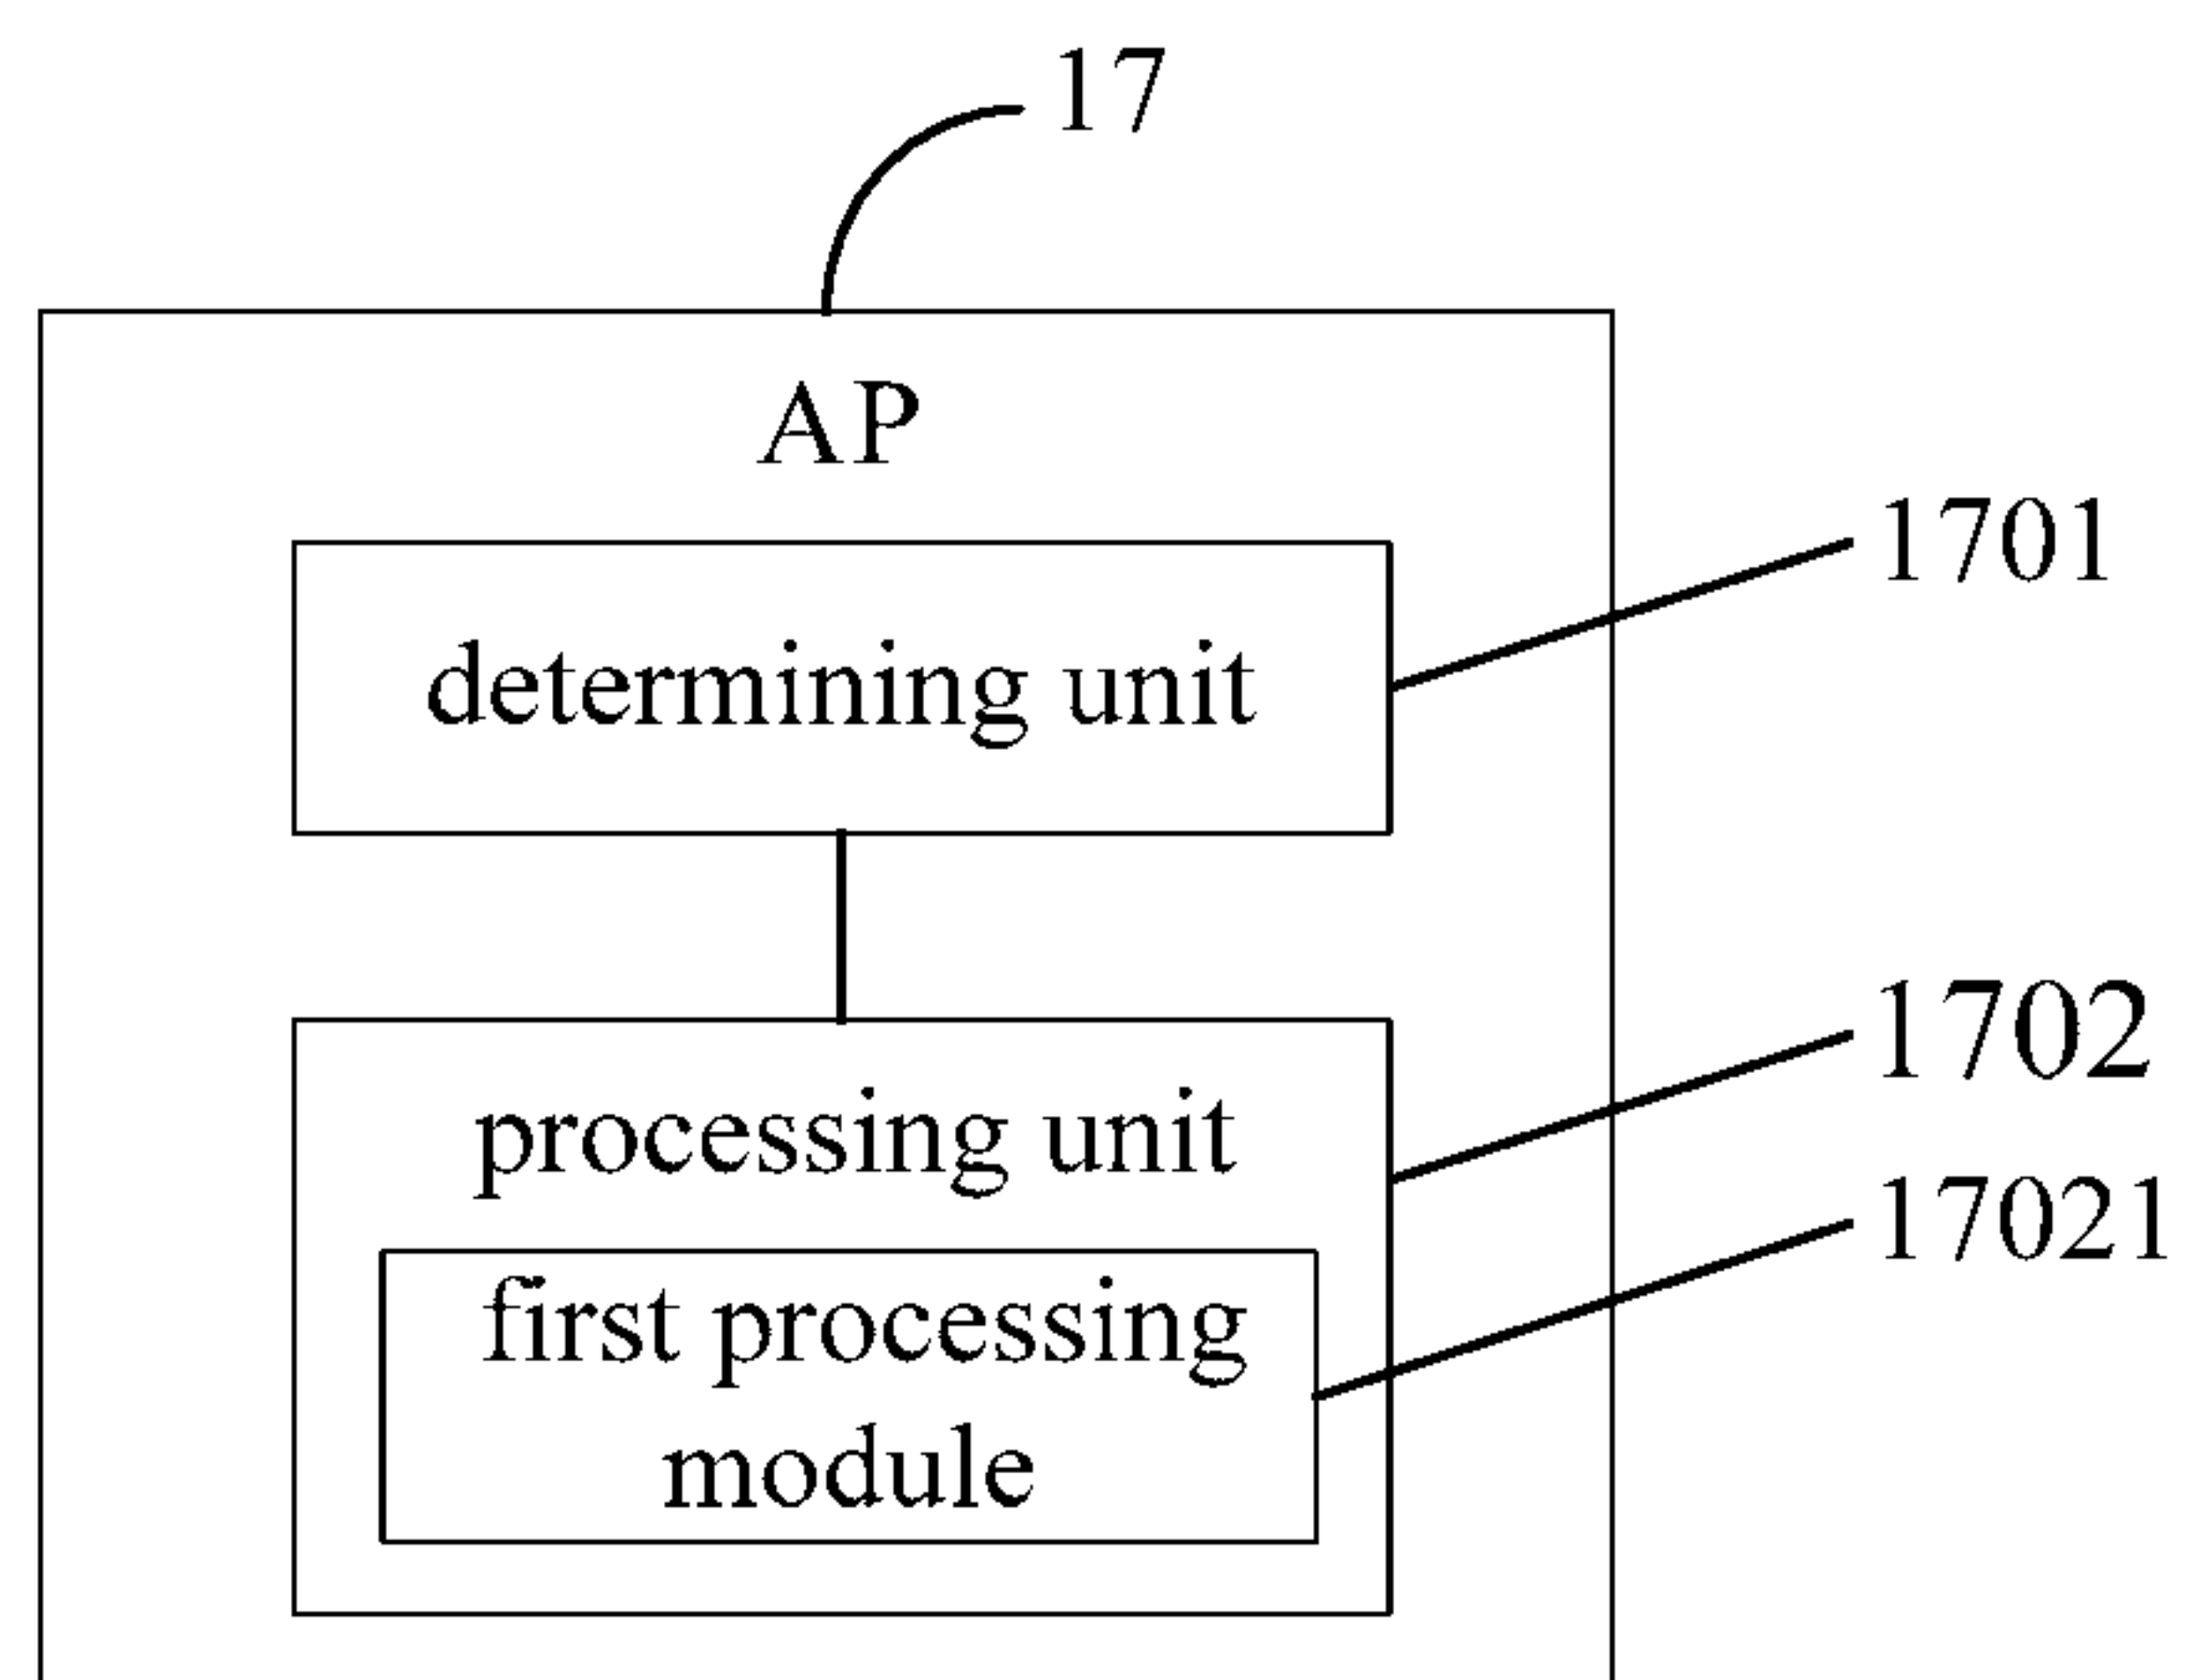 17
AP
1701
determining unit
1702
processing unit
17021
first processing
module